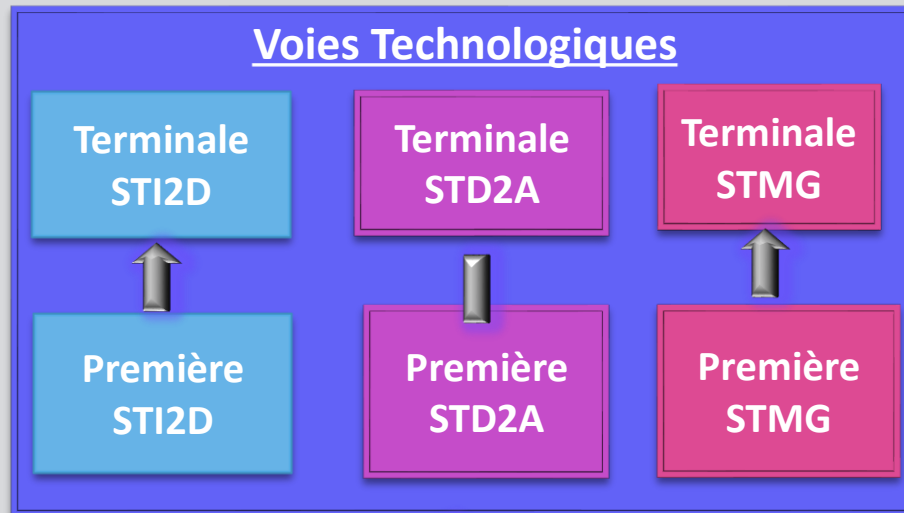 Voies Technologiques
Terminale
STI2D
Terminale
STD2A
Terminale
STMG
Première
STI2D
Première
STD2A
Première
STMG